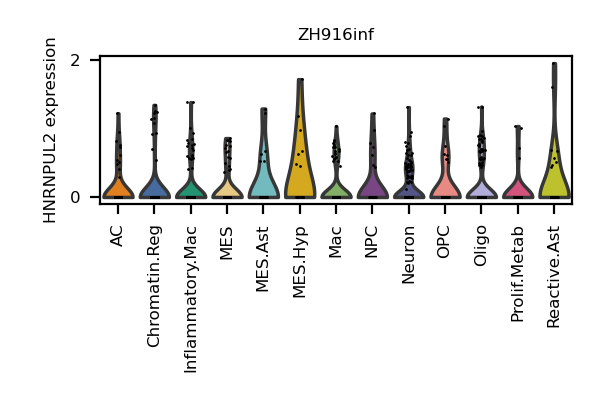 ZH916inf
HNRNPUL2 expression
2
0
AC
Chromatin.Reg
Inflammatory.Mac
MES
MES.Ast
MES.Hyp
Mac
NPC
Neuron
OPC
Oligo
Prolif.Metab
Reactive.Ast